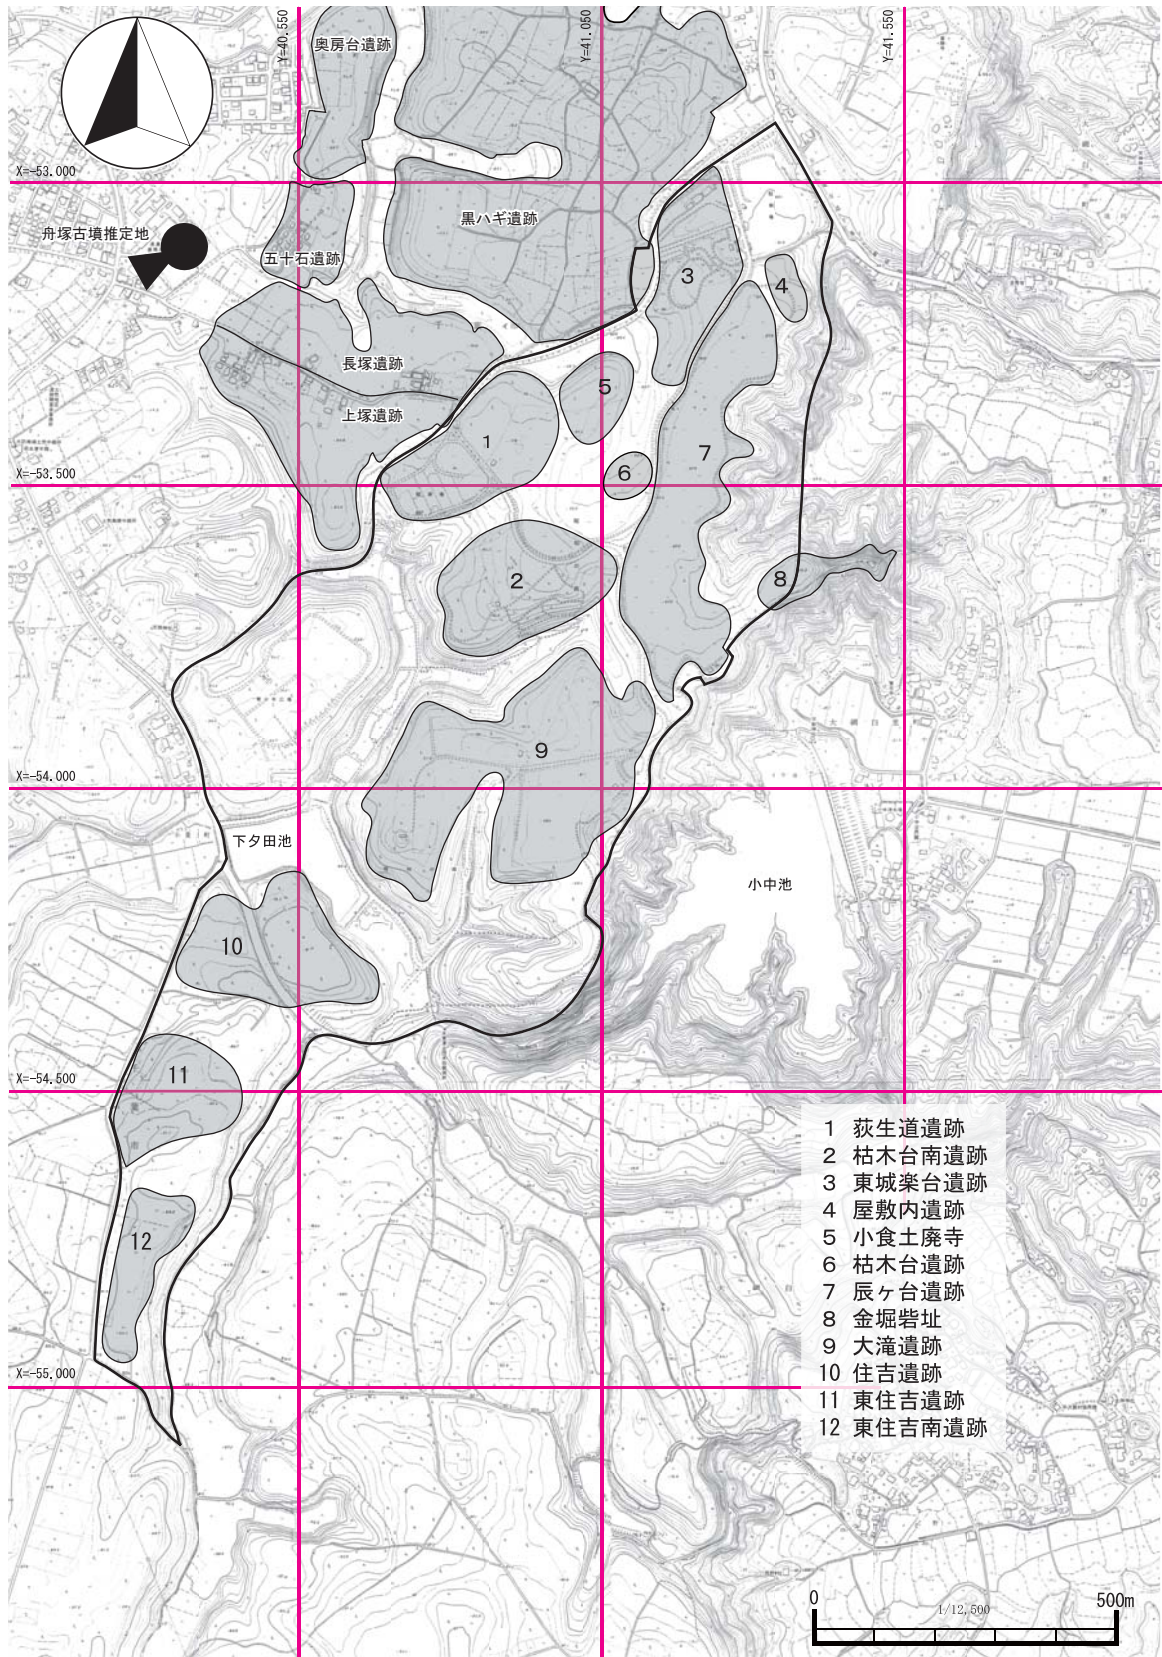 Y=40.550
Y=41.050
Y=41.550
奥房台遺跡
X=-53.000
舟塚古墳推定地
黒ハギ遺跡
五十石遺跡
3
4
長塚遺跡
5
上塚遺跡
1
7
X=-53.500
6
2
8
9
X=-54.000
下夕田池
小中池
10
11
X=-54.500
12
X=-55.000
1 荻生道遺跡
2 枯木台南遺跡
3 東城楽台遺跡
4 屋敷内遺跡
5 小食土廃寺
6 枯木台遺跡
7 辰ヶ台遺跡
8 金堀砦址
9 大滝遺跡
10 住吉遺跡
11 東住吉遺跡
12 東住吉南遺跡
0 500m
1/12,500